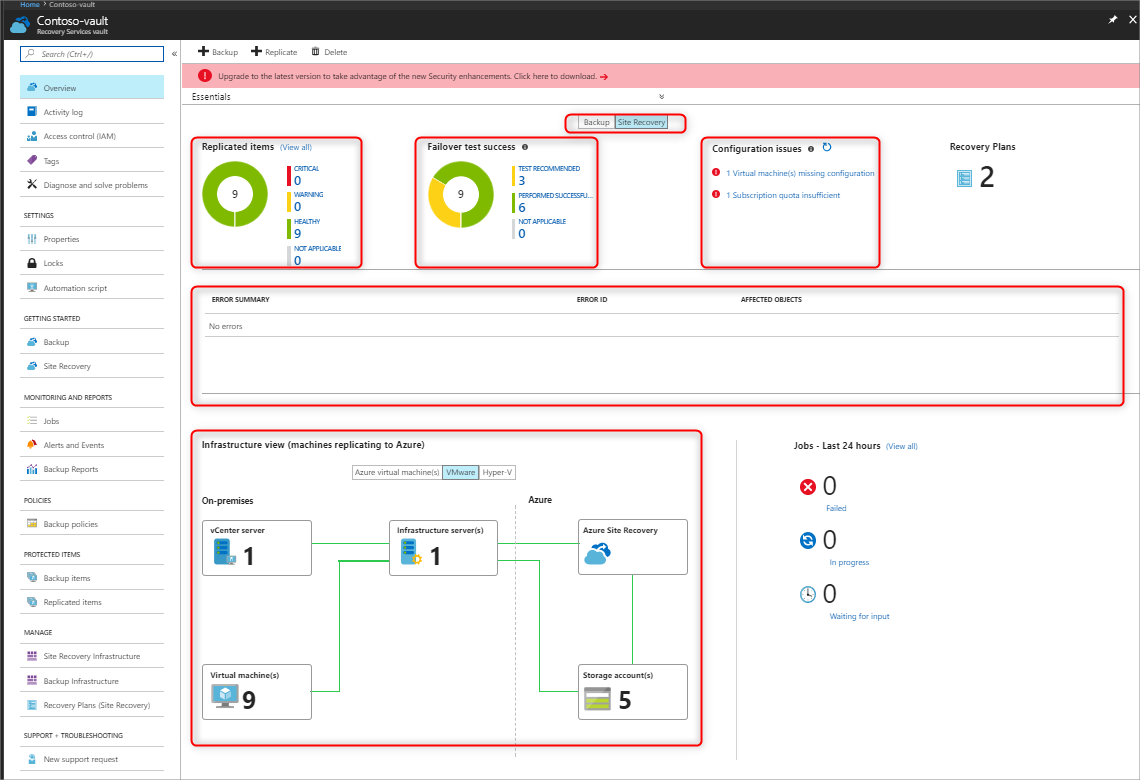 Home > Contoso-vault
Contoso-vault
Recovery Services vault
Search (Ctrl+/)
«
Overview
Activity log
Access control (IAM)
Tags
Diagnose and solve problems
SETTINGS
Properties
Locks
Automation script
GETTING STARTED
Backup
Site Recovery
MONITORING AND REPORTS
Jobs
Alerts and Events
Backup Reports
POLICIES
Backup policies
PROTECTED ITEMS
Backup items
Replicated items
MANAGE
Site Recovery Infrastructure
Backup Infrastructure
Recovery Plans (Site Recovery)
SUPPORT + TROUBLESHOOTING
New support request
Backup Replicate Delete
Upgrade to the latest version to take advantage of the new Security enhancements. Click here to download. →
Essentials
Backup Site Recovery
Replicated items (View all)
9
CRITICAL
0
WARNING
0
HEALTHY
9
NOT APPLICABLE
0
Failover test success
9
TEST RECOMMENDED
3
PERFORMED SUCCESSFU...
6
NOT APPLICABLE
0
Configuration issues
1 Virtual machine(s) missing configuration
1 Subscription quota insufficient
Recovery Plans
2
ERROR SUMMARY ERROR ID AFFECTED OBJECTS
No errors
Infrastructure view (machines replicating to Azure)
Azure virtual machine(s) VMware Hyper-V
On-premises Azure
vCenter server
1
Infrastructure server(s)
1
Azure Site Recovery
Virtual machine(s)
9
Storage account(s)
5
Jobs - Last 24 hours (View all)
0
Failed
0
In progress
0
Waiting for input